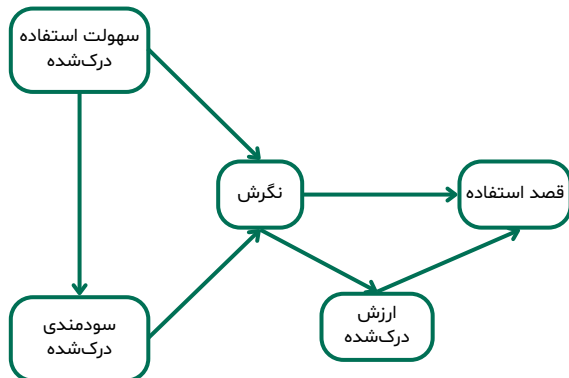 سهولت استفاده
درک‌شده
نگرش
قصد استفاده
سودمندی
درک‌شده
ارزش
درک‌شده